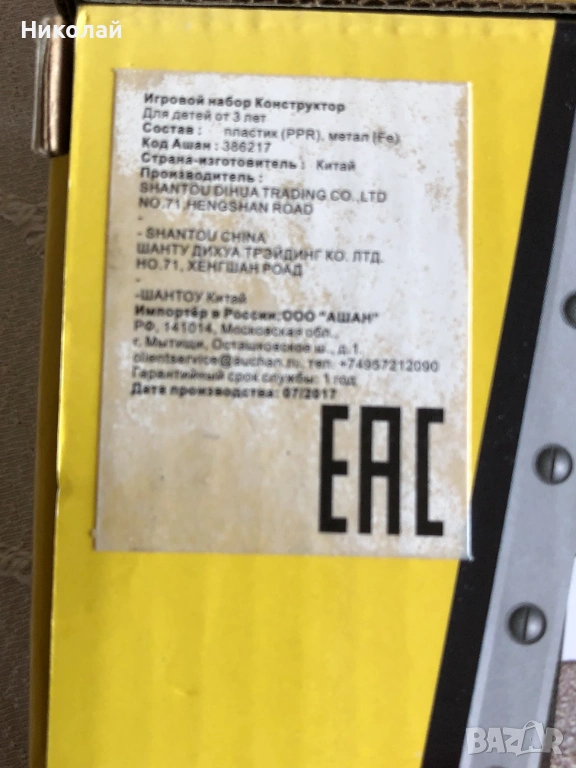 Николай
Игровой набор Конструктор
Для детей от 3 лет
Состав : пластик (PPR), метал (Fe)
Код Ашан : 386217
Страна-изготовитель : Китай
Производитель :
SHANTOU DIHUA TRADING CO.,LTD
NO.71,HENGSHAN ROAD
-
- SHANTOU CHINA
ШАНТУ ДИХУА ТРЭЙДИНГ КО. ЛТД.
НО.71, ХЕНГШАН РОАД
-
-ШАНТОУ Китай
Импортёр в России:ООО "АШАН"
РФ, 141014, Московская обл.,
г. Мытищи, Осташковское ш., д.1.
clientservice@auchan.ru, тел: +74957212090
Гарантийный срок службы: 1 год
Дата производства: 07/2017
EAC
BAZAR